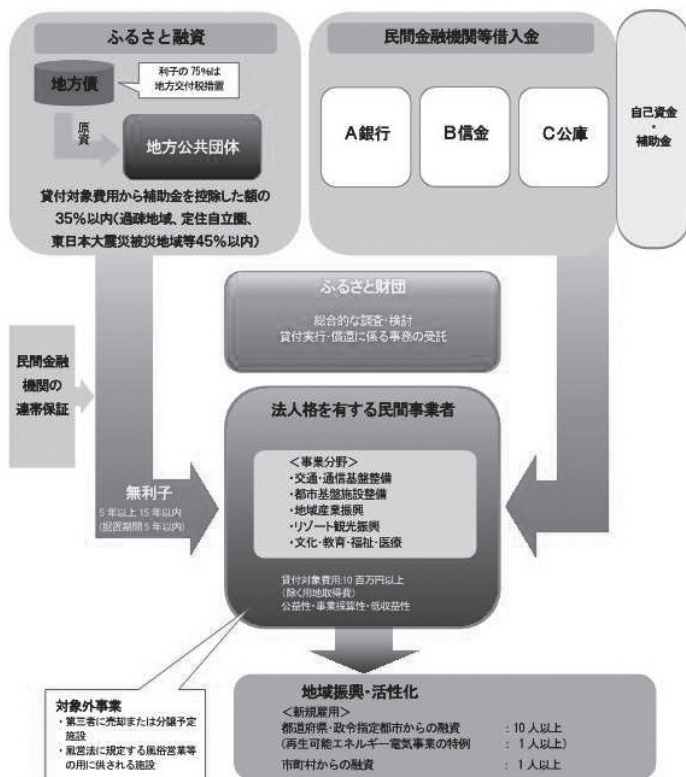 ふるさと融資
地方債
利子の75%は
地方交付税措置
原資
地方公共団体
貸付対象費用から補助金を控除した額の
35%以内(過疎地域、定住自立圏、
東日本大震災被災地域等45%以内)
民間金融機関等借入金
A銀行
B信金
C公庫
自己資金
・
補助金
ふるさと財団
総合的な調査・検討
貸付実行・償還に係る事務の受託
民間金融
機関の
連帯保証
無利子
5年以上15年以内
(据置期間5年以内)
法人格を有する民間事業者
<事業分野>
・交通・通信基盤整備
・都市基盤施設整備
・地域産業振興
・リゾート観光振興
・文化・教育・福祉・医療
貸付対象費用:10百万円以上
(除く用地取得費)
公益性・事業採算性・低収益性
対象外事業
・第三者に売却または分譲予定
施設
・風営法に規定する風俗営業等
の用に供される施設
地域振興・活性化
<新規雇用>
都道府県・政令指定都市からの融資 :10人以上
(再生可能エネルギー電気事業の特例 :1人以上)
市町村からの融資 :1人以上